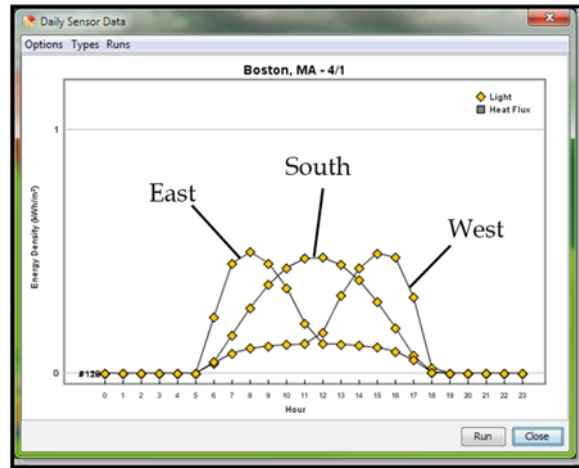 Daily Sensor Data
Options Types Runs
Boston, MA - 4/1
Light
Heat Flux
1
South
East
West
Energy Density (kWh/m²)
0
0 1 2 3 4 5 6 7 8 9 10 11 12 13 14 15 16 17 18 19 20 21 22 23
Hour
Run Close